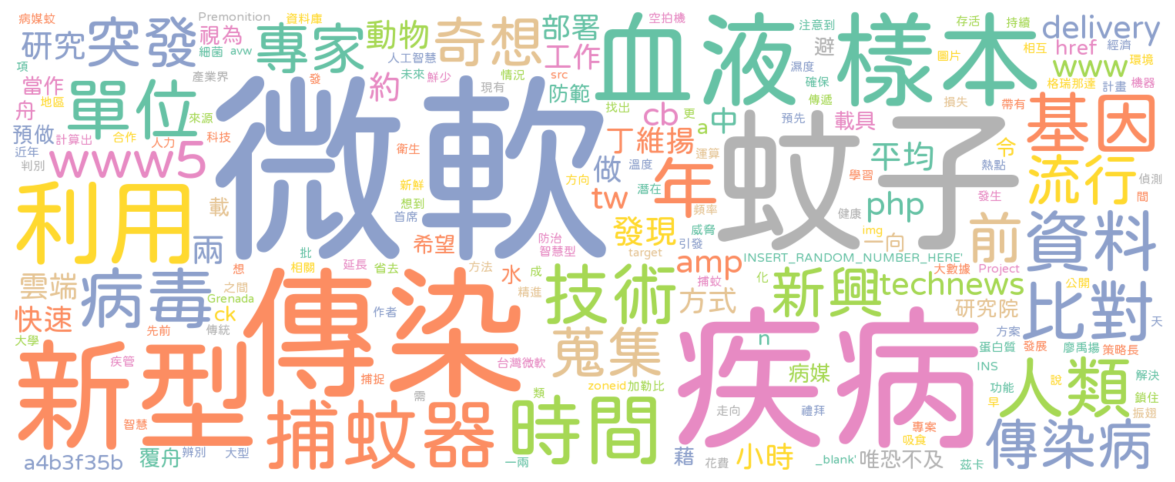 病媒蚊
Premonition
資料庫
空拍機
注意到
存活
持續
相互
經濟
研究
突發
視為
專家
動物
奇想
部署
避
圖片
href
delivery
環境
細菌
avw
人工智慧
發
未來
鮮少
情況
src
工作
血液樣本
濕度
確保
www
項
地區
當作
舟
產業界
來源
單位
約
現有
防範
找出
傳遞
格瑞那達
計畫
機器
預做
計算出
合作
人力
科技
微軟
衛生
cb
更
a
中
預先
載具
損失
帶有
基因
近年
判別
www5
丁維揚
運算
蚊子
平均
令
熱點
流行
偵測
利用
載
兩
新鮮
想到
首席
方向
做
溫度
潛在
tw
年
頻率
學習
php
發生
間
健康
希望
發現
威脅
引發
img
一向
前
資料
雲端
病毒
批
想
相關
延長
省去
防治
智慧型
方法
水
成
精進
target
amp
捕蚊
方式
INSERT_RANDOM_NUMBER_HERE'
化
大數據
Project
公開
新興
technews
快速
之間
Grenada
ck
先前
傳統
作者
傳染
技術
研究院
比對
天
大學
疾管
新型
台灣微軟
蒐集
疾病
n
蛋白質
方案
發展
廖禹揚
策略長
捕捉
類
zoneid
加勒比
病媒
INS
功能
早
人類
說
解決
鎖住
振翅
智慧
捕蚊器
需
時間
走向
禮拜
專案
吸食
傳染病
a4b3f35b
覆舟
辨別
大型
一兩
藉
花費
小時
_blank'
唯恐不及
茲卡